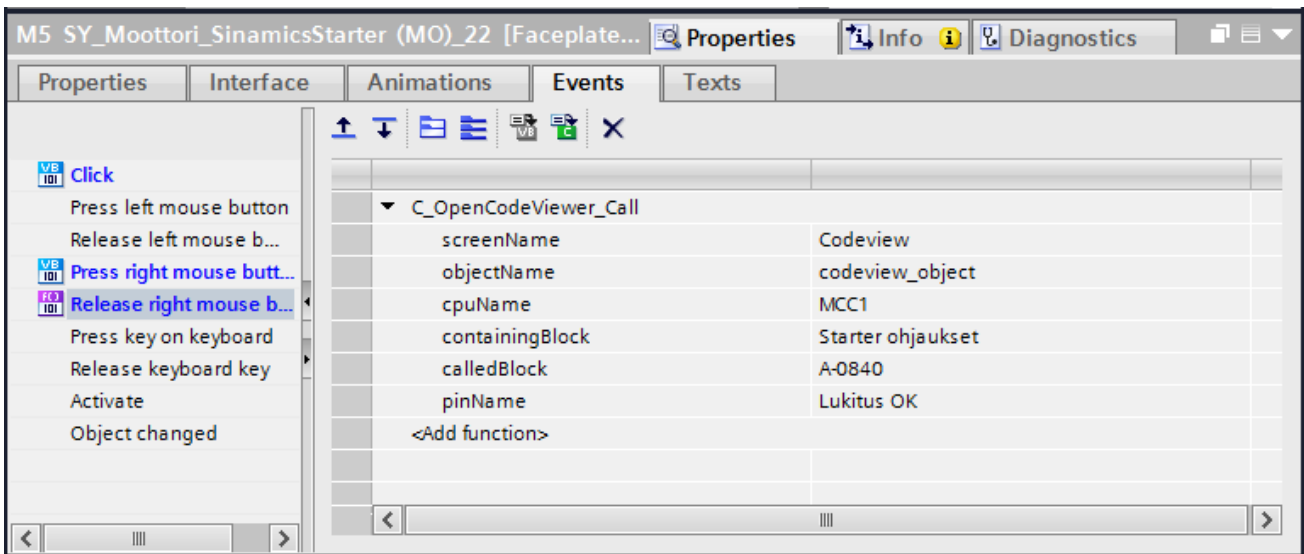 M5 SY_Moottori_SinamicsStarter (MO)_22 [Faceplate... Properties Info Diagnostics
Properties Interface Animations Events Texts
Click
Press left mouse button
Release left mouse b...
Press right mouse butt...
Release right mouse b...
Press key on keyboard
Release keyboard key
Activate
Object changed
C_OpenCodeViewer_Call
screenName Codeview
objectName codeview_object
cpuName MCC1
containingBlock Starter ohjaukset
calledBlock A-0840
pinName Lukitus OK
<Add function>